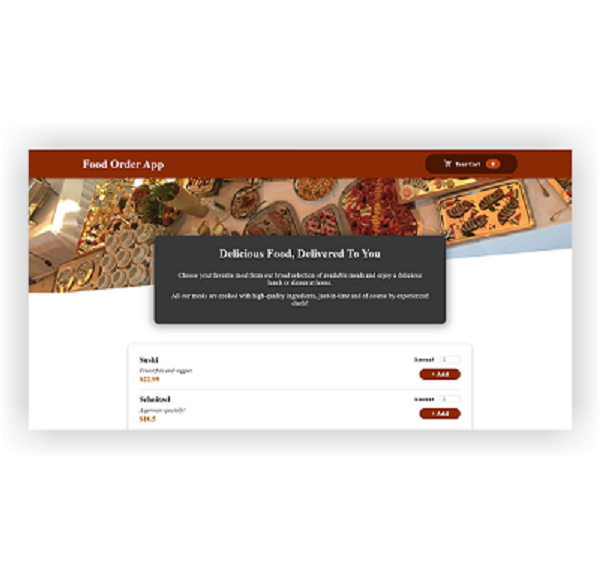 Food Order App
Your Cart
Delicious Food, Delivered To You
Choose your favorite meal from our broad selection of available meals and enjoy a delicious
lunch or dinner at home.
All our meals are cooked with high-quality ingredients, just-in-time and of course by experienced
chefs!
Sushi
Amount
Finest fish and veggies
$22.99
+ Add
Schnitzel
Amount
A german specialty!
$16.5
+ Add